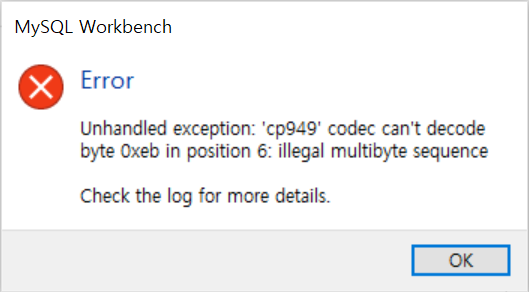 MySQL Workbench
Error
Unhandled exception: 'cp949' codec can't decode
byte 0xeb in position 6: illegal multibyte sequence
Check the log for more details.
OK